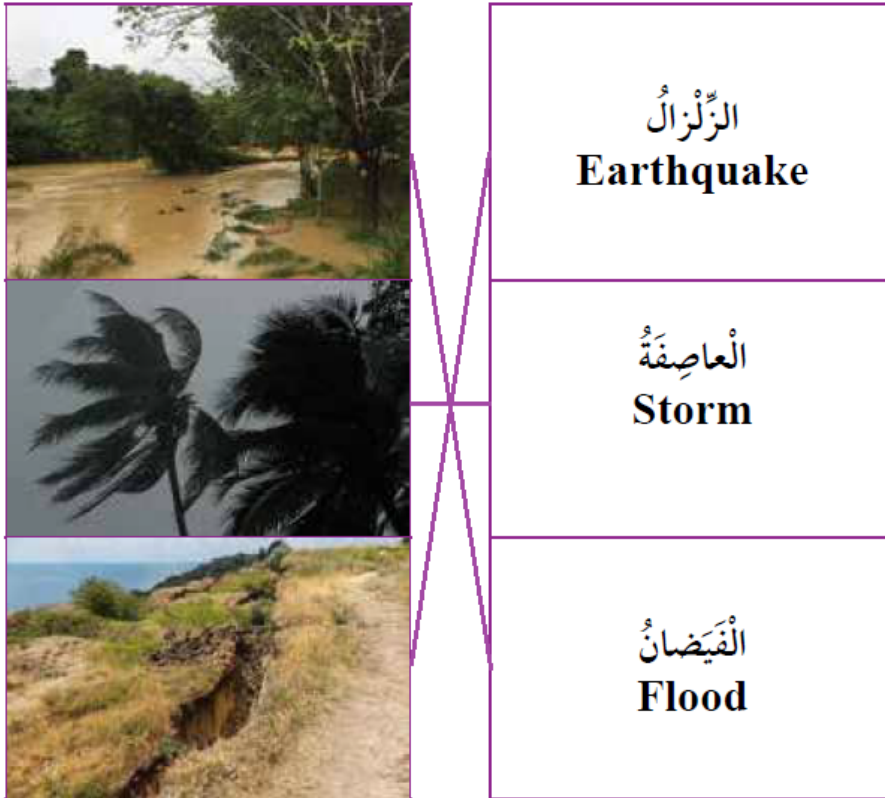 الزِّلْزالُ
Earthquake
الْعاصِفَةُ
Storm
الْفَيَضانُ
Flood